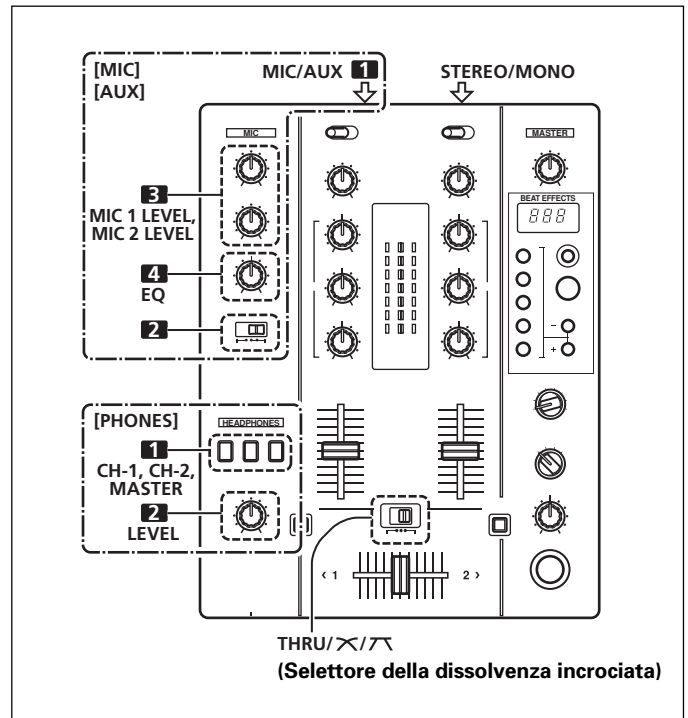 [MIC]
[AUX]
MIC/AUX 1
STEREO/MONO
MIC
MASTER
3
MIC 1 LEVEL,
MIC 2 LEVEL
BEAT EFFECTS
888
4
EQ
2
–
+
[PHONES]
HEADPHONES
1
CH-1, CH-2,
MASTER
2
LEVEL
‹ 1
2 ›
THRU/
(Selettore della dissolvenza incrociata)